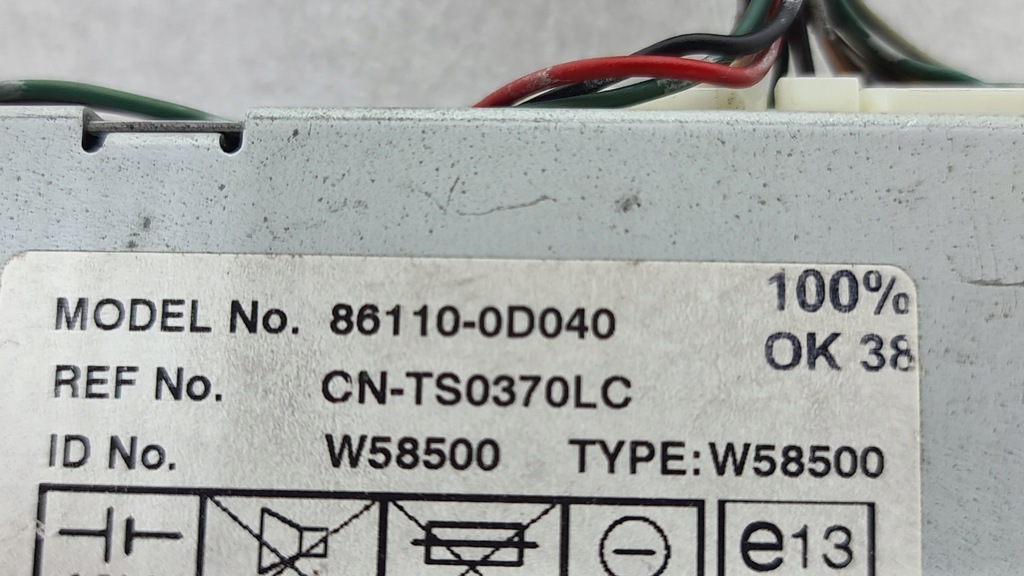 100%
MODEL No. 86110-0D040
OK 38
REF No. CN-TS0370LC
ID No. W58500 TYPE: W58500
e13